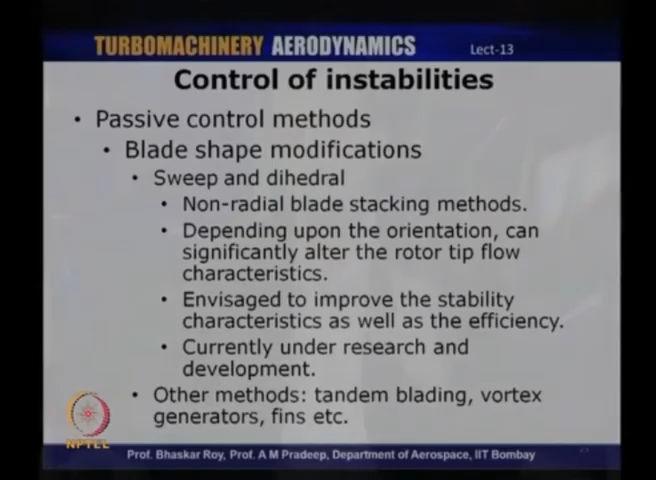 TURBOMACHINERY AERODYNAMICS Lect-13
Control of instabilities
• Passive control methods
• Blade shape modifications
• Sweep and dihedral
• Non-radial blade stacking methods.
• Depending upon the orientation, can
significantly alter the rotor tip flow
characteristics.
• Envisaged to improve the stability
characteristics as well as the efficiency.
• Currently under research and
development.
• Other methods: tandem blading, vortex
generators, fins etc.
NPTEL
Prof. Bhaskar Roy, Prof. A M Pradeep, Department of Aerospace, IIT Bombay